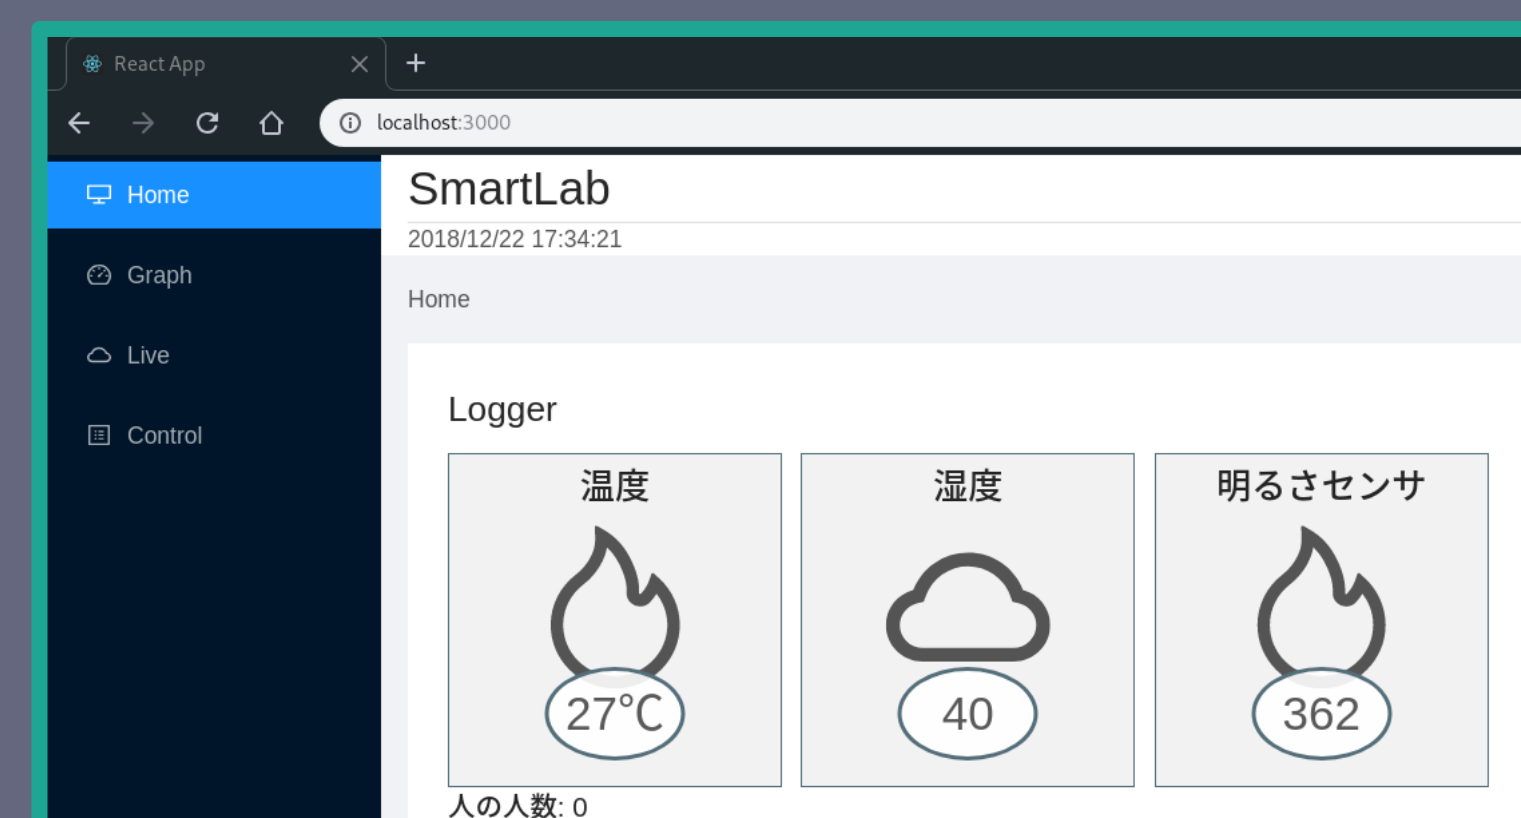 React App
localhost:3000
Home
SmartLab
2018/12/22 17:34:21
Graph
Home
Live
Control
Logger
温度
湿度
明るさセンサ
27℃
40
362
人の人数: 0